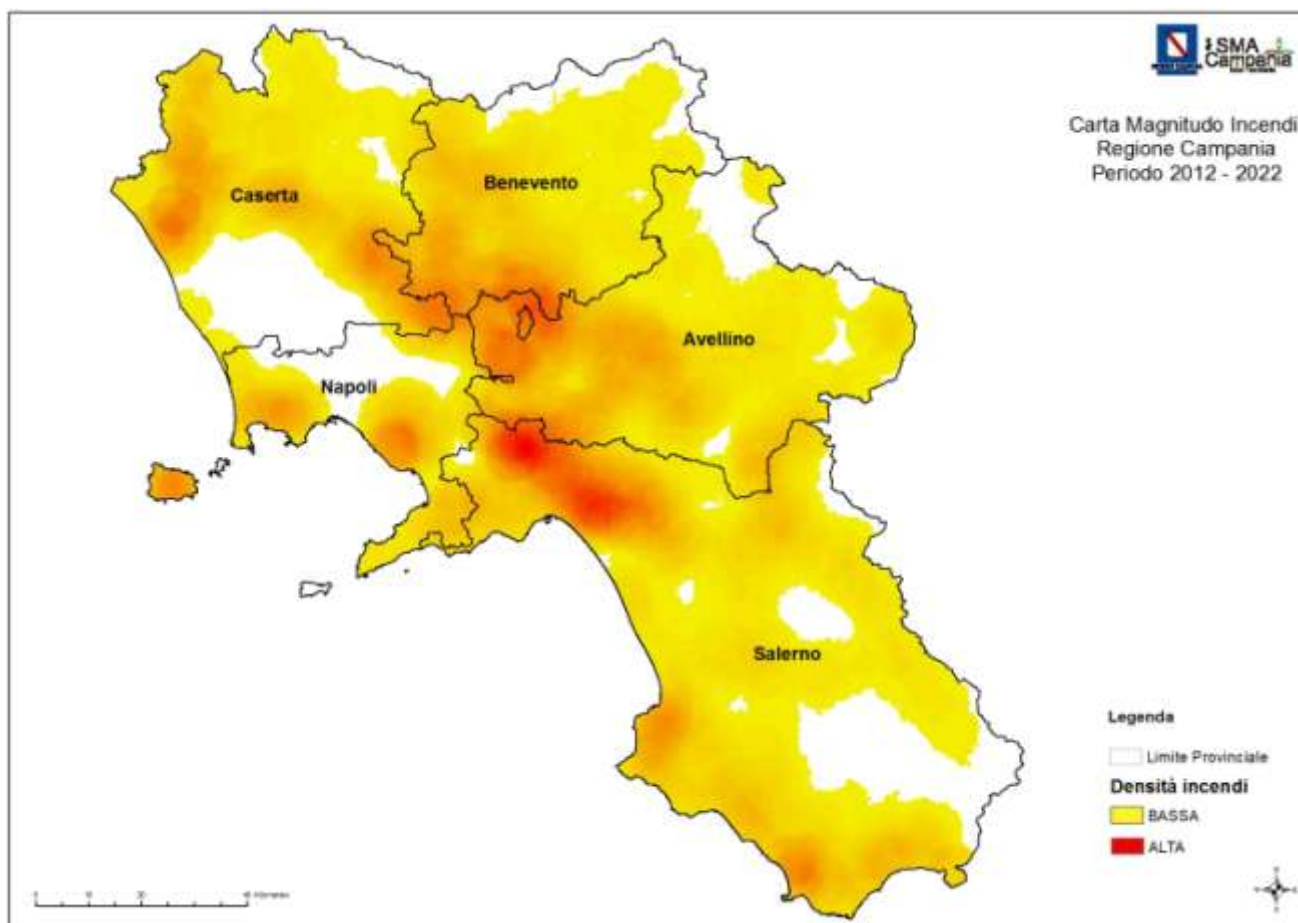 SMA
Campania
Carta Magnitudo Incendi
Regione Campania
Periodo 2012 - 2022
Caserta
Benevento
Avellino
Napoli
Salerno
Legenda
Limite Provinciale
Densità incendi
BASSA
ALTA